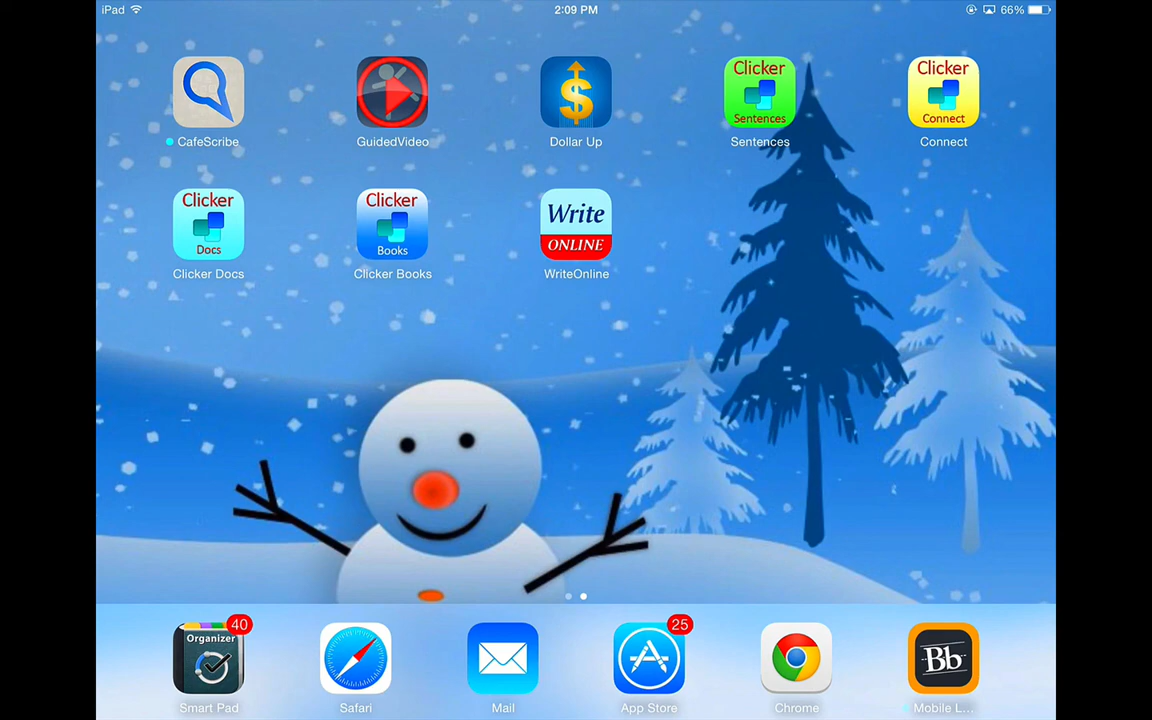 iPad
2:09 PM
66%
Clicker
Sentences
Clicker
Connect
CafeScribe
GuidedVideo
Dollar Up
Sentences
Connect
Clicker
Docs
Clicker
Books
Write
ONLINE
Clicker Docs
Clicker Books
WriteOnline
40
Organizer
25
Bb
Smart Pad
Safari
Mail
App Store
Chrome
Mobile L...